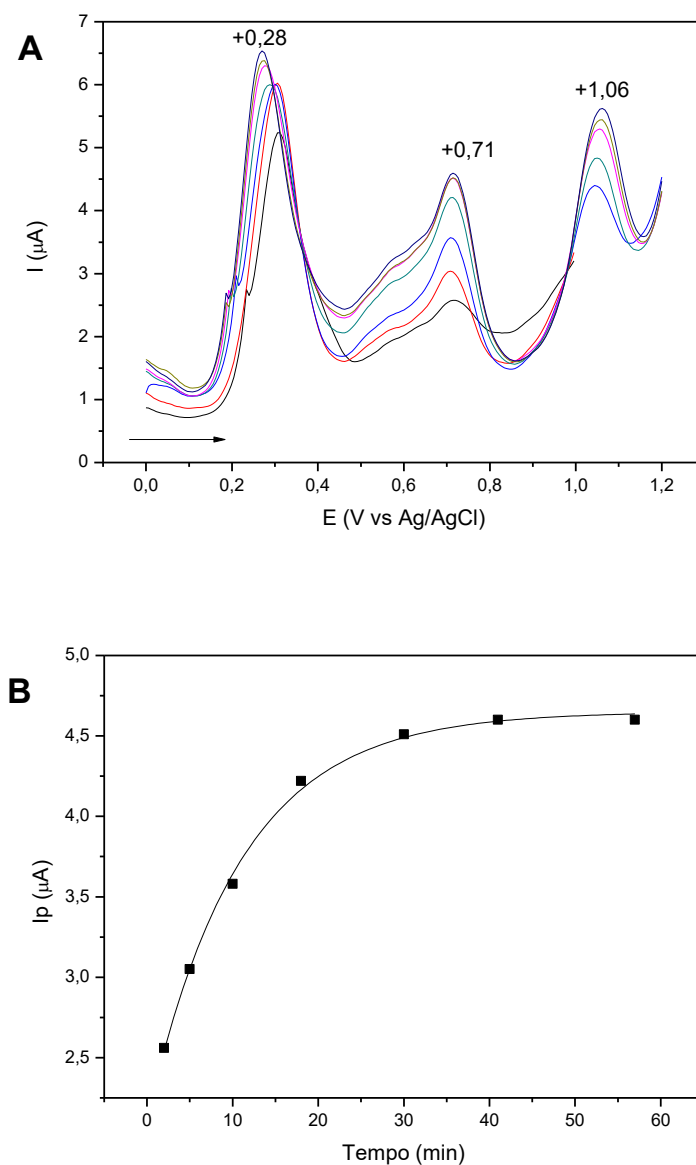 A
7
6
5
4
3
2
1
0
I (μA)
+0,28
+0,71
+1,06
0,0 0,2 0,4 0,6 0,8 1,0 1,2
E (V vs Ag/AgCl)
B
5,0
4,5
4,0
3,5
3,0
2,5
Ip (μA)
0 10 20 30 40 50 60
Tempo (min)